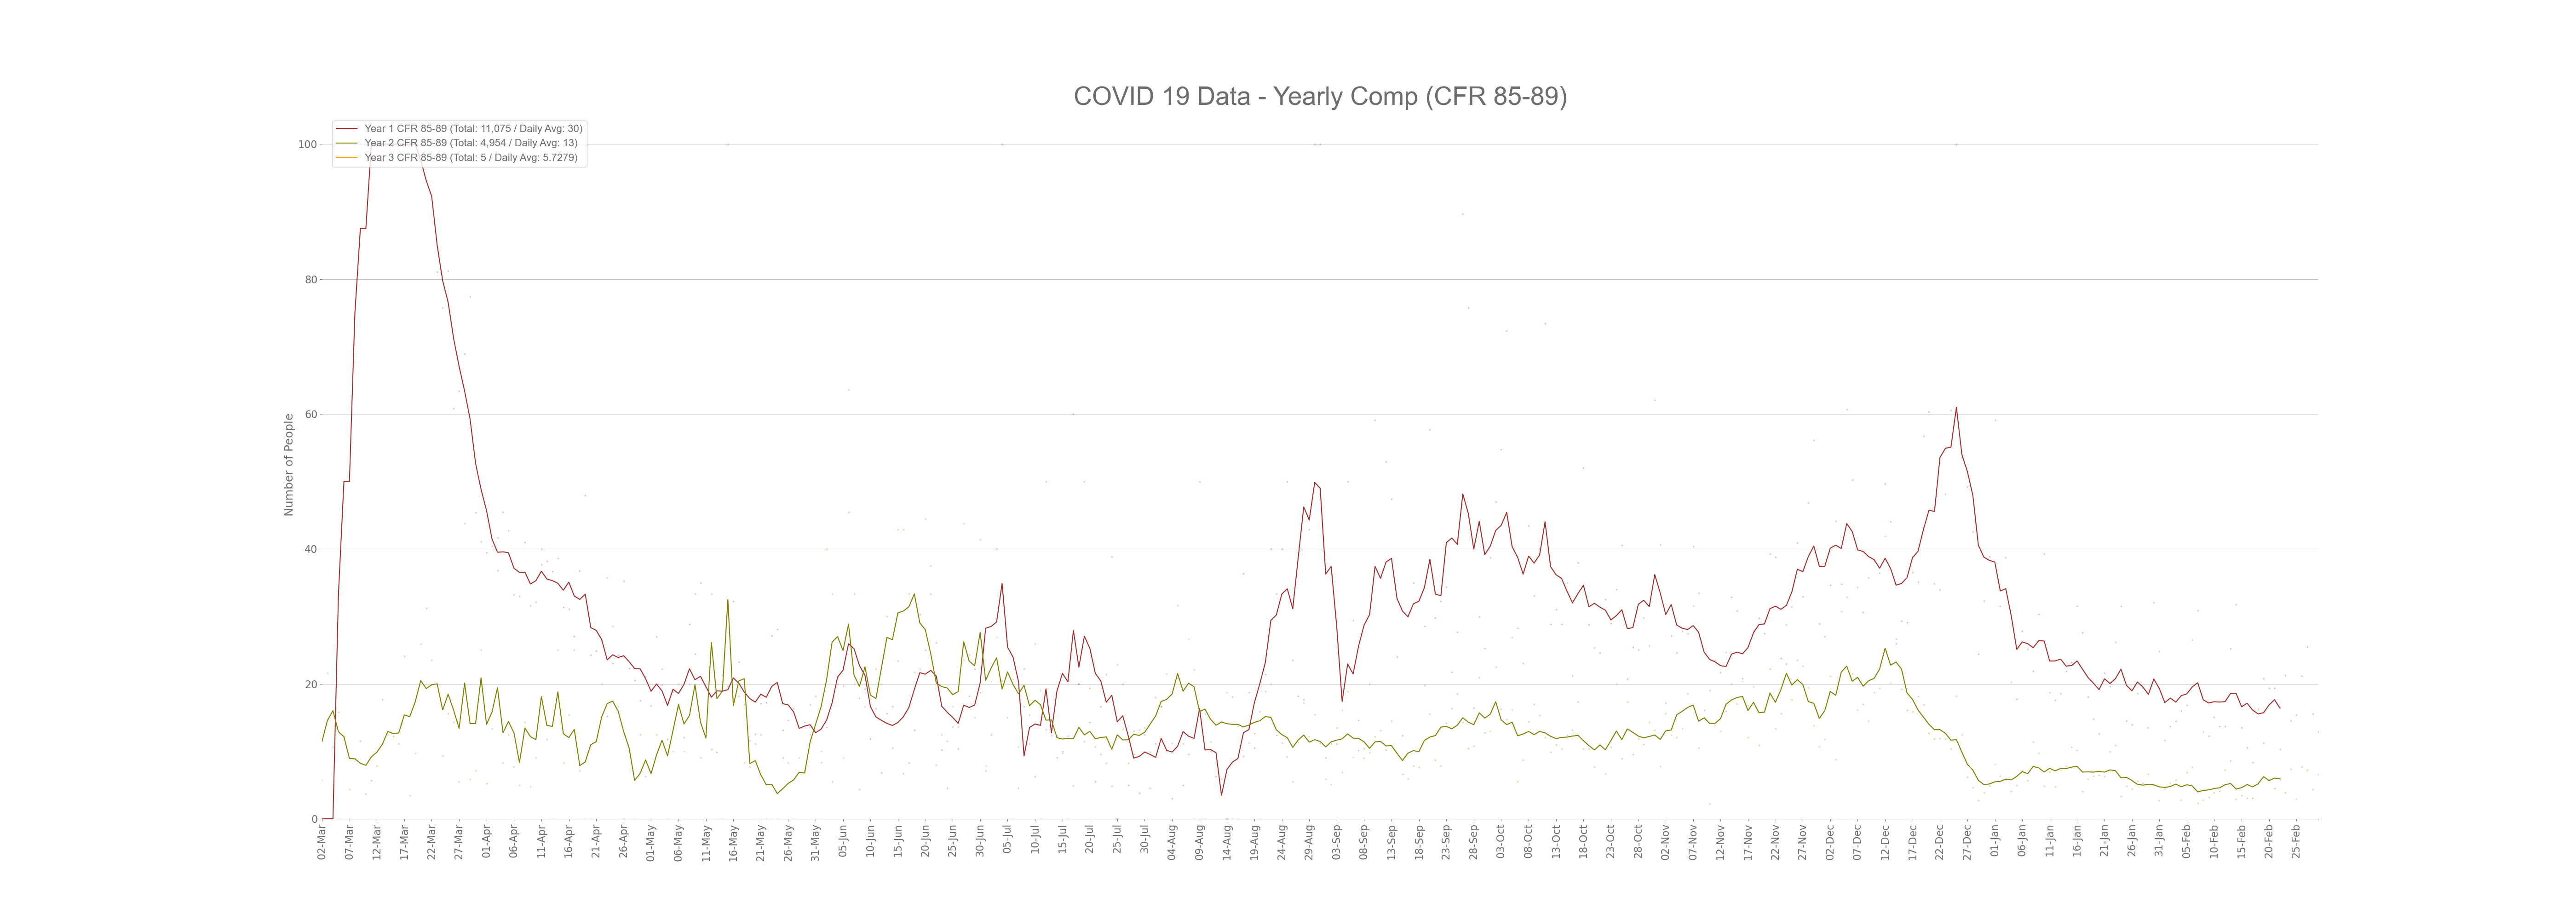 COVID 19 Data - Yearly Comp (CFR 85-89)
Year 1 CFR 85-89 (Total: 11,075 / Daily Avg: 30)
Year 2 CFR 85-89 (Total: 4,954 / Daily Avg: 13)
Year 3 CFR 85-89 (Total: 5 / Daily Avg: 5.7279)
Number of People
100
80
60
40
20
0
02-Mar
07-Mar
12-Mar
17-Mar
22-Mar
27-Mar
01-Apr
06-Apr
11-Apr
16-Apr
21-Apr
26-Apr
01-May
06-May
11-May
16-May
21-May
26-May
31-May
05-Jun
10-Jun
15-Jun
20-Jun
25-Jun
30-Jun
05-Jul
10-Jul
15-Jul
20-Jul
25-Jul
30-Jul
04-Aug
09-Aug
14-Aug
19-Aug
24-Aug
29-Aug
03-Sep
08-Sep
13-Sep
18-Sep
23-Sep
28-Sep
03-Oct
08-Oct
13-Oct
18-Oct
23-Oct
28-Oct
02-Nov
07-Nov
12-Nov
17-Nov
22-Nov
27-Nov
02-Dec
07-Dec
12-Dec
17-Dec
22-Dec
27-Dec
01-Jan
06-Jan
11-Jan
16-Jan
21-Jan
26-Jan
31-Jan
05-Feb
10-Feb
15-Feb
20-Feb
25-Feb